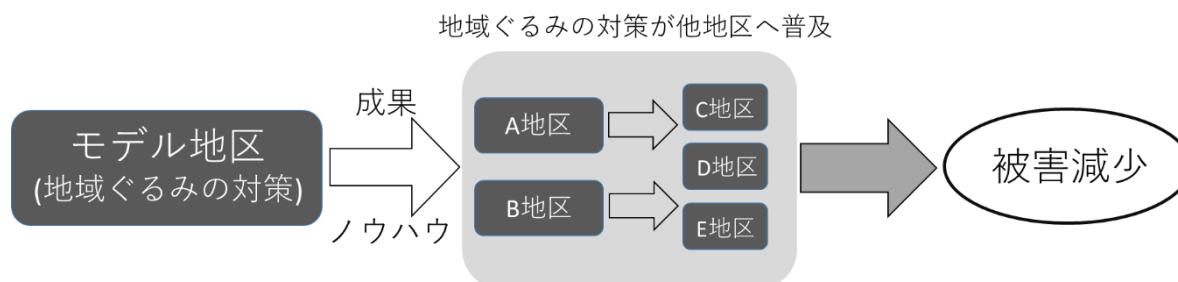 地域ぐるみの対策が他地区へ普及
モデル地区
(地域ぐるみの対策)
成果
ノウハウ
A地区
B地区
C地区
D地区
E地区
被害減少